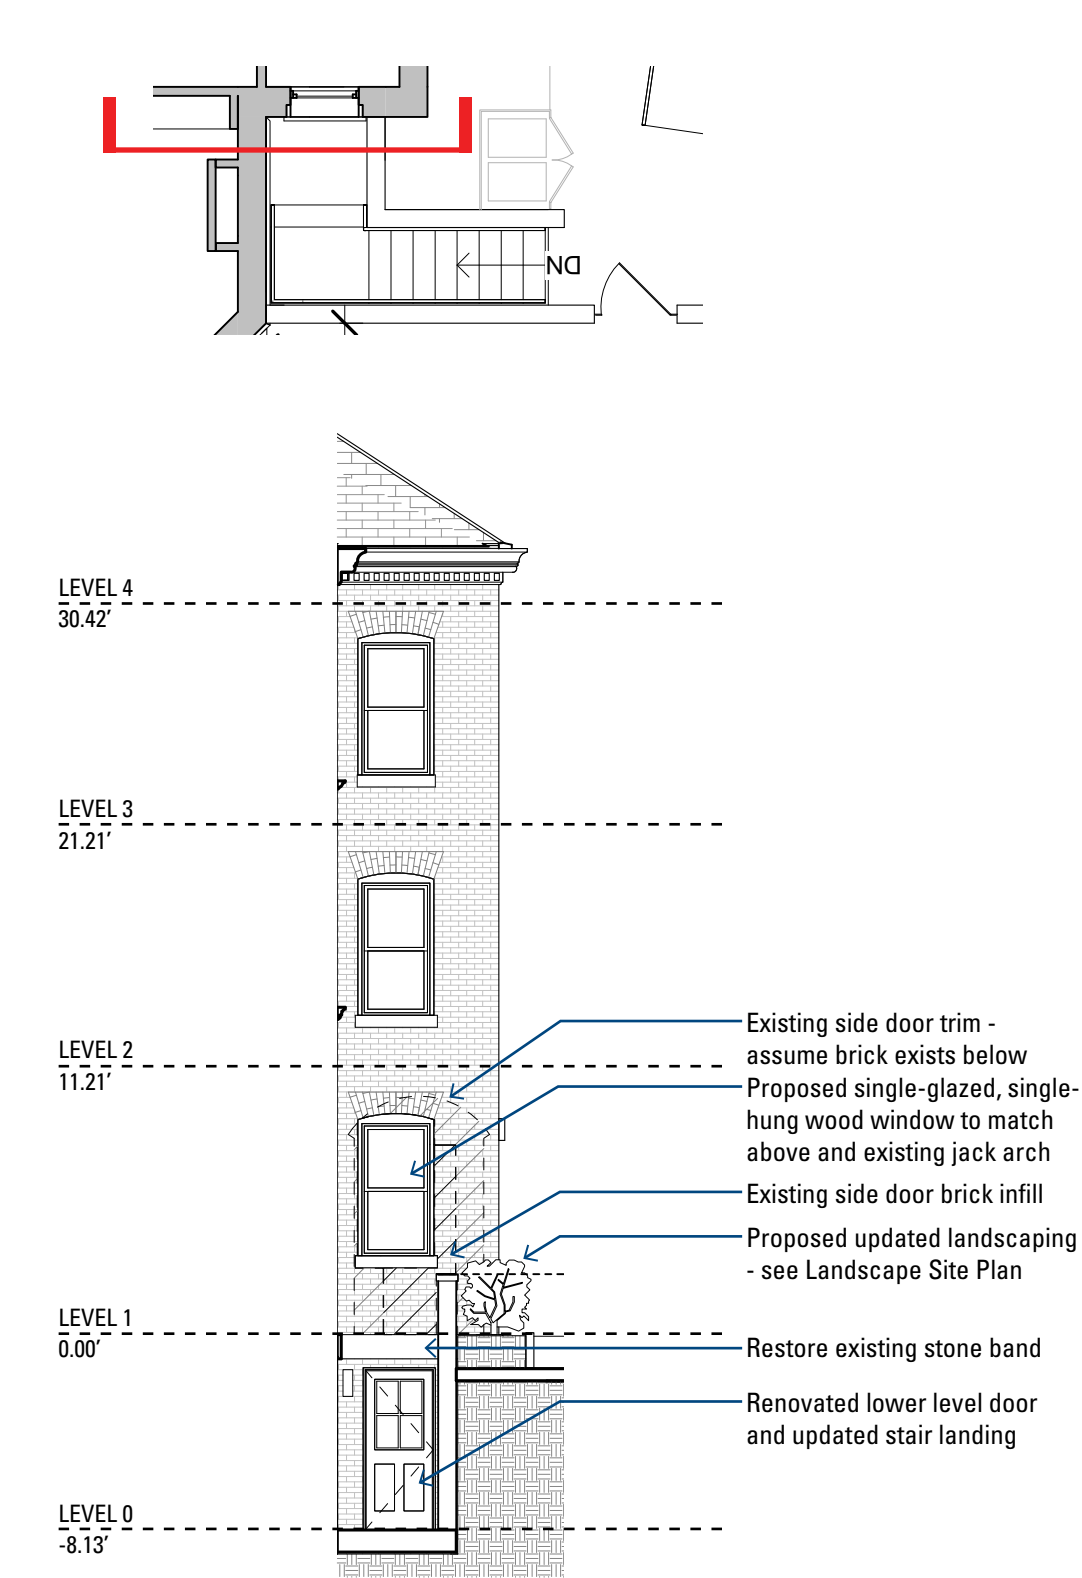 DN
LEVEL 4
30.42'
LEVEL 3
21.21'
LEVEL 2
11.21'
LEVEL 1
0.00'
LEVEL 0
-8.13'
Existing side door trim -
assume brick exists below
Proposed single-glazed, single-
hung wood window to match
above and existing jack arch
Existing side door brick infill
Proposed updated landscaping
- see Landscape Site Plan
Restore existing stone band
Renovated lower level door
and updated stair landing